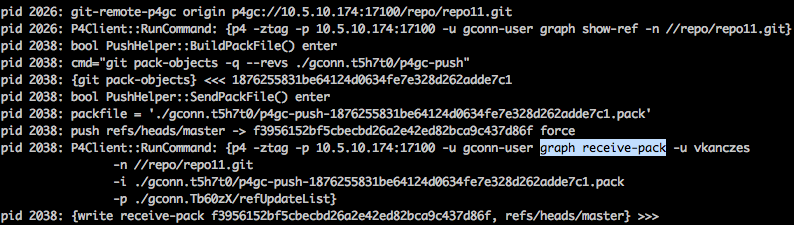 pid 2026: git-remote-p4gc origin p4gc://10.5.10.174:17100/repo/repo11.git
pid 2026: P4Client::RunCommand: {p4 -ztag -p 10.5.10.174:17100 -u gconn-user graph show-ref -n //repo/repo11.git}
pid 2038: bool PushHelper::BuildPackFile() enter
pid 2038: cmd="git pack-objects -q --revs ./gconn.t5h7t0/p4gc-push"
pid 2038: {git pack-objects} <<< 1876255831be64124d0634fe7e328d262adde7c1
pid 2038: bool PushHelper::SendPackFile() enter
pid 2038: packfile = './gconn.t5h7t0/p4gc-push-1876255831be64124d0634fe7e328d262adde7c1.pack'
pid 2038: push refs/heads/master -> f3956152bf5cbecbd26a2e42ed82bca9c437d86f force
pid 2038: P4Client::RunCommand: {p4 -ztag -p 10.5.10.174:17100 -u gconn-user graph receive-pack -u vkanczes
-n //repo/repo11.git
-i ./gconn.t5h7t0/p4gc-push-1876255831be64124d0634fe7e328d262adde7c1.pack
-p ./gconn.Tb60zX/refUpdateList}
pid 2038: {write receive-pack f3956152bf5cbecbd26a2e42ed82bca9c437d86f, refs/heads/master} >>>